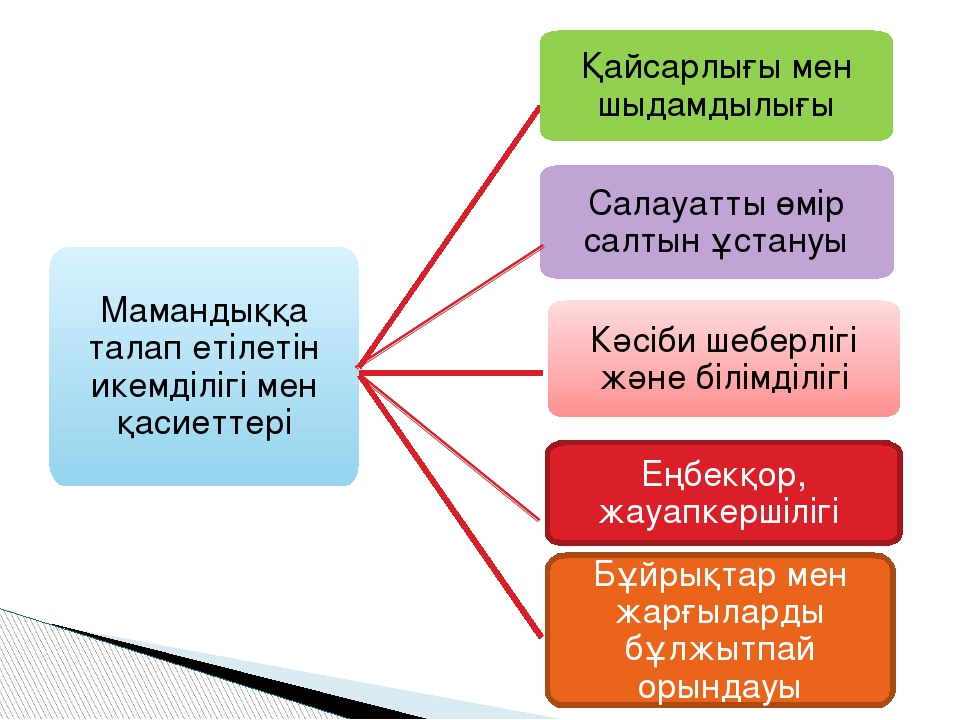 Қайсарлығы мен
шыдамдылығы
Салауатты өмір
салтын ұстануы
Мамандыққа
талап етілетін
икемділігі мен
қасиеттері
Кәсіби шеберлігі
және білімділігі
Еңбекқор,
жауапкершілігі
Бұйрықтар мен
жарғыларды
бұлжытпай
орындауы